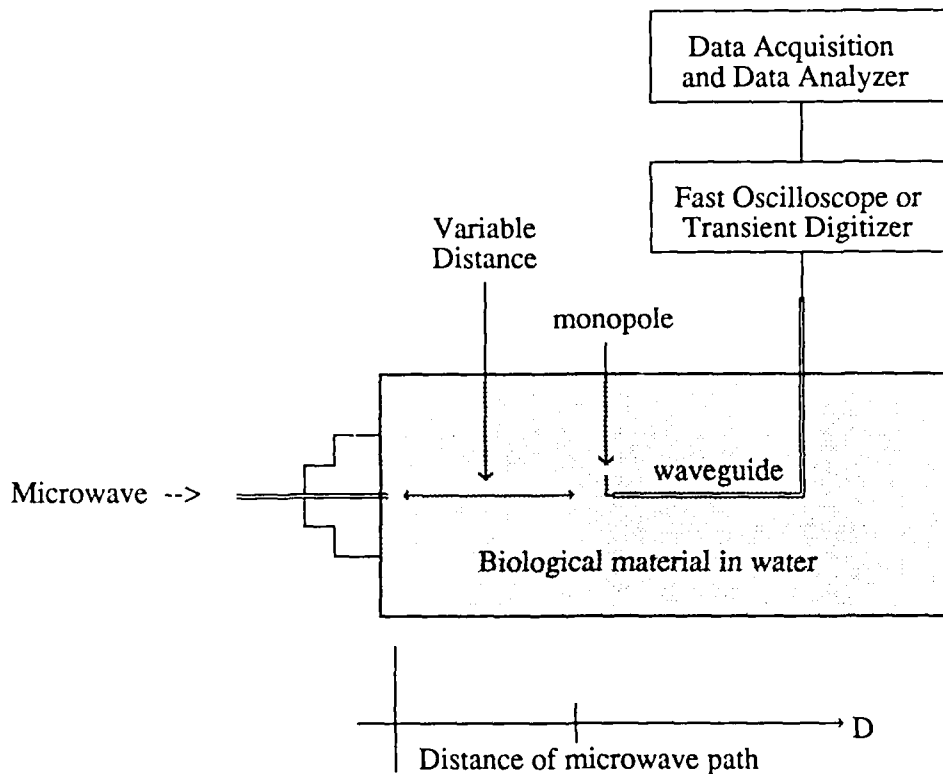 Data Acquisition
and Data Analyzer
Fast Oscilloscope or
Transient Digitizer
Variable
Distance
monopole
waveguide
Microwave -->
Biological material in water
D
Distance of microwave path